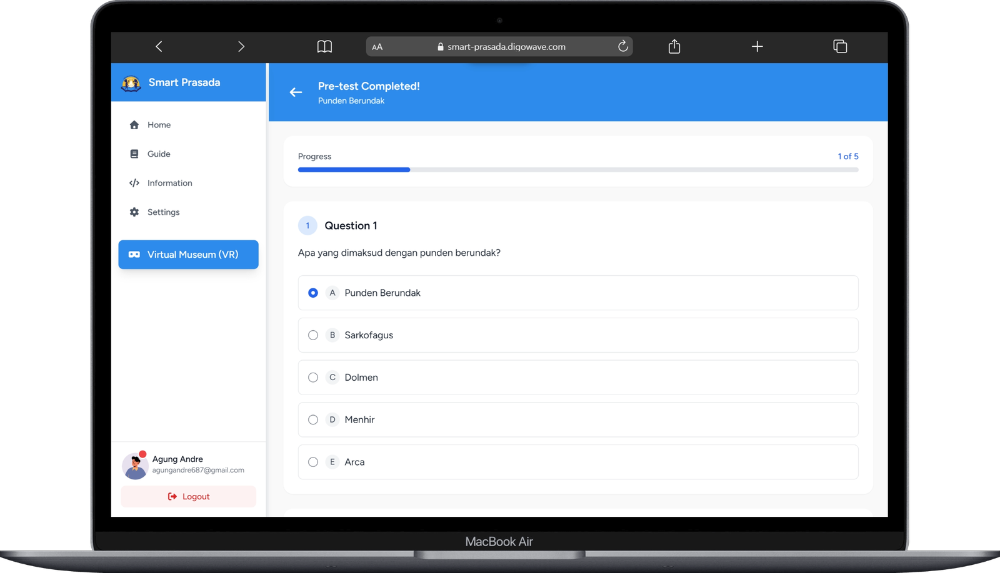 AA smart-prasada.diqowave.com
Smart Prasada
Home
Guide
Information
Settings
Virtual Museum (VR)
Agung Andre
agungandre687@gmail.com
Logout
Pre-test Completed!
Punden Berundak
Progress
1 of 5
1 Question 1
Apa yang dimaksud dengan punden berundak?
A Punden Berundak
B Sarkofagus
C Dolmen
D Menhir
E Arca
MacBook Air